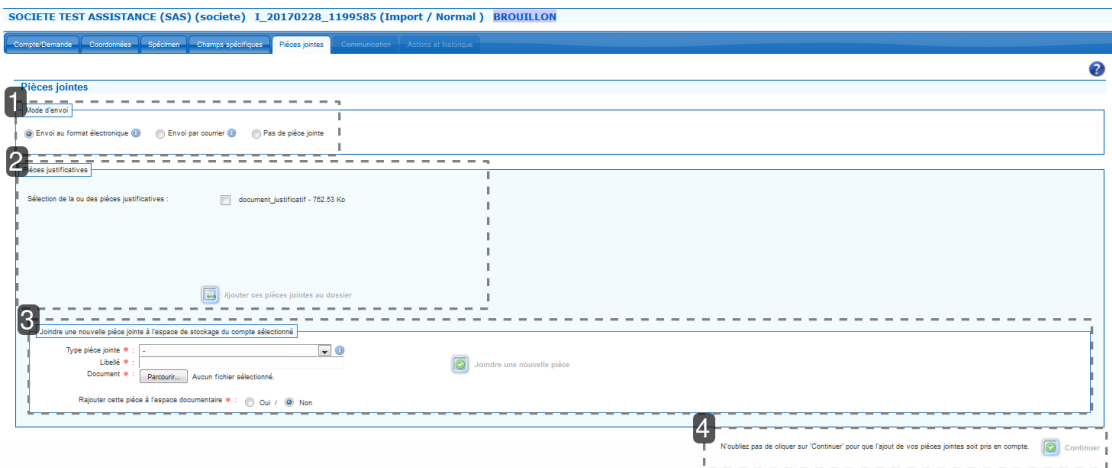 SOCIETE TEST ASSISTANCE (SAS) (societe) I_20170228_1199585 (Import / Normal ) BROUILLON
Compte/Demande Coordonnées Spécimen Champs spécifiques Pièces jointes Communication Actions et historique
?
Pièces jointes
1
Mode d'envoi
Envoi au format électronique i Envoi par courrier i Pas de pièce jointe
2
Pièces justificatives
Sélection de la ou des pièces justificatives : document_justificatif - 762.53 Ko
Ajouter ces pièces jointes au dossier
3
Joindre une nouvelle pièce jointe à l'espace de stockage du compte sélectionné
Type pièce jointe * : - i
Libellé * :
Joindre une nouvelle pièce
Document * : Parcourir... Aucun fichier sélectionné.
Rajouter cette pièce à l'espace documentaire * : Oui / Non
4
N'oubliez pas de cliquer sur 'Continuer' pour que l'ajout de vos pièces jointes soit pris en compte. Continuer